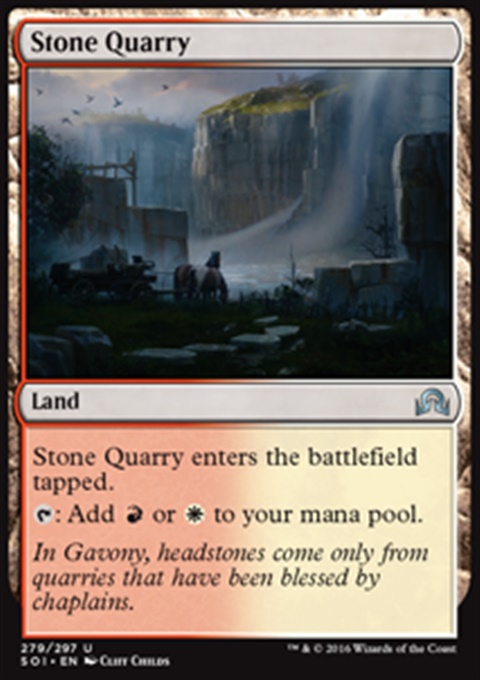 Stone Quarry
Land
Stone Quarry enters the battlefield
tapped.
: Add or to your mana pool.
In Gavony, headstones come only from
quarries that have been blessed by
chaplains.
279/297 U
SOI • EN Cliff Childs
™ & © 2016 Wizards of the Coast